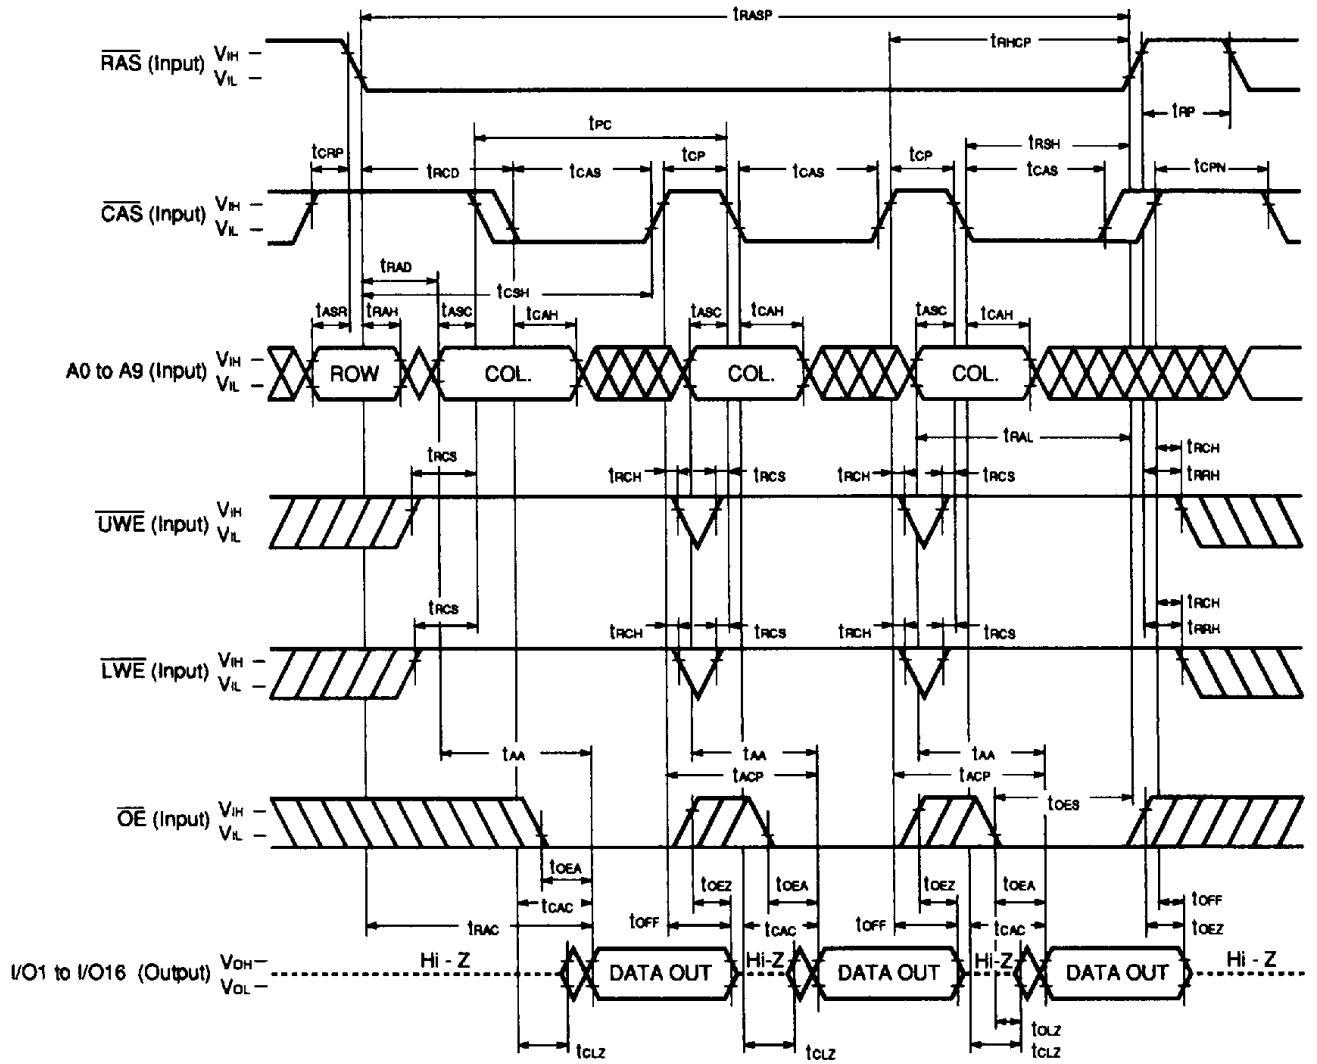 tRASP
tRHCP
RAS (Input) VIH
VIL
tRP
tPC
tCRP tRCD tCAS tCP tCAS tCP tRSH
tCAS tCPN
CAS (Input) VIH
VIL
tRAD
tCSH
tASR tRAH tASC tCAH tASC tCAH tASC tCAH
A0 to A9 (Input) VIH
VIL
ROW COL. COL. COL.
tRAL
tRCS tRCH tRCS tRCH tRCS tRCH
tRRH
UWE (Input) VIH
VIL
tRCS tRCH tRCS tRCH tRCS tRCH
tRRH
LWE (Input) VIH
VIL
tAA tAA tAA
tACP tACP
tOES
OE (Input) VIH
VIL
tOEA tOEZ tOEA tOEZ tOEA
tCAC tOFF tCAC tOFF tCAC tOFF
tRAC tOEZ
I/O1 to I/O16 (Output) VOH
VOL
Hi - Z DATA OUT Hi-Z DATA OUT Hi-Z DATA OUT Hi - Z
tOLZ
tCLZ tCLZ tCLZ